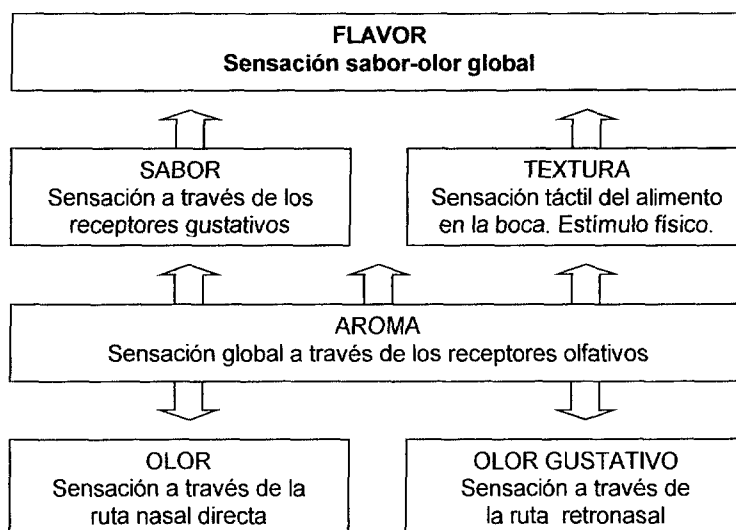 FLAVOR
Sensación sabor-olor global
SABOR
Sensación a través de los
receptores gustativos
TEXTURA
Sensación táctil del alimento
en la boca. Estímulo físico.
AROMA
Sensación global a través de los receptores olfativos
OLOR
Sensación a través de la
ruta nasal directa
OLOR GUSTATIVO
Sensación a través de
la ruta retronasal